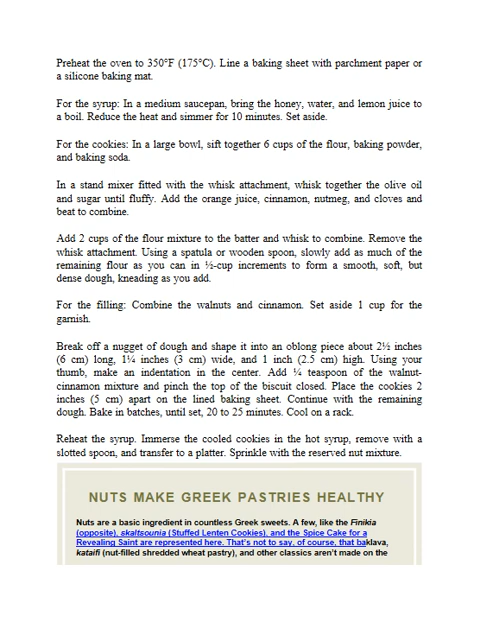 Preheat the oven to 350°F (175°C). Line a baking sheet with parchment paper or
a silicone baking mat.
For the syrup: In a medium saucepan, bring the honey, water, and lemon juice to
a boil. Reduce the heat and simmer for 10 minutes. Set aside.
For the cookies: In a large bowl, sift together 6 cups of the flour, baking powder,
and baking soda.
In a stand mixer fitted with the whisk attachment, whisk together the olive oil
and sugar until fluffy. Add the orange juice, cinnamon, nutmeg, and cloves and
beat to combine.
Add 2 cups of the flour mixture to the batter and whisk to combine. Remove the
whisk attachment. Using a spatula or wooden spoon, slowly add as much of the
remaining flour as you can in ½-cup increments to form a smooth, soft, but
dense dough, kneading as you add.
For the filling: Combine the walnuts and cinnamon. Set aside 1 cup for the
garnish.
Break off a nugget of dough and shape it into an oblong piece about 2½ inches
(6 cm) long, 1¼ inches (3 cm) wide, and 1 inch (2.5 cm) high. Using your
thumb, make an indentation in the center. Add ¼ teaspoon of the walnut-
cinnamon mixture and pinch the top of the biscuit closed. Place the cookies 2
inches (5 cm) apart on the lined baking sheet. Continue with the remaining
dough. Bake in batches, until set, 20 to 25 minutes. Cool on a rack.
Reheat the syrup. Immerse the cooled cookies in the hot syrup, remove with a
slotted spoon, and transfer to a platter. Sprinkle with the reserved nut mixture.
NUTS MAKE GREEK PASTRIES HEALTHY
Nuts are a basic ingredient in countless Greek sweets. A few, like the Finikia
(opposite), skaltsounia (Stuffed Lenten Cookies), and the Spice Cake for a
Revealing Saint are represented here. That's not to say, of course, that baklava,
kataifi (nut-filled shredded wheat pastry), and other classics aren't made on the